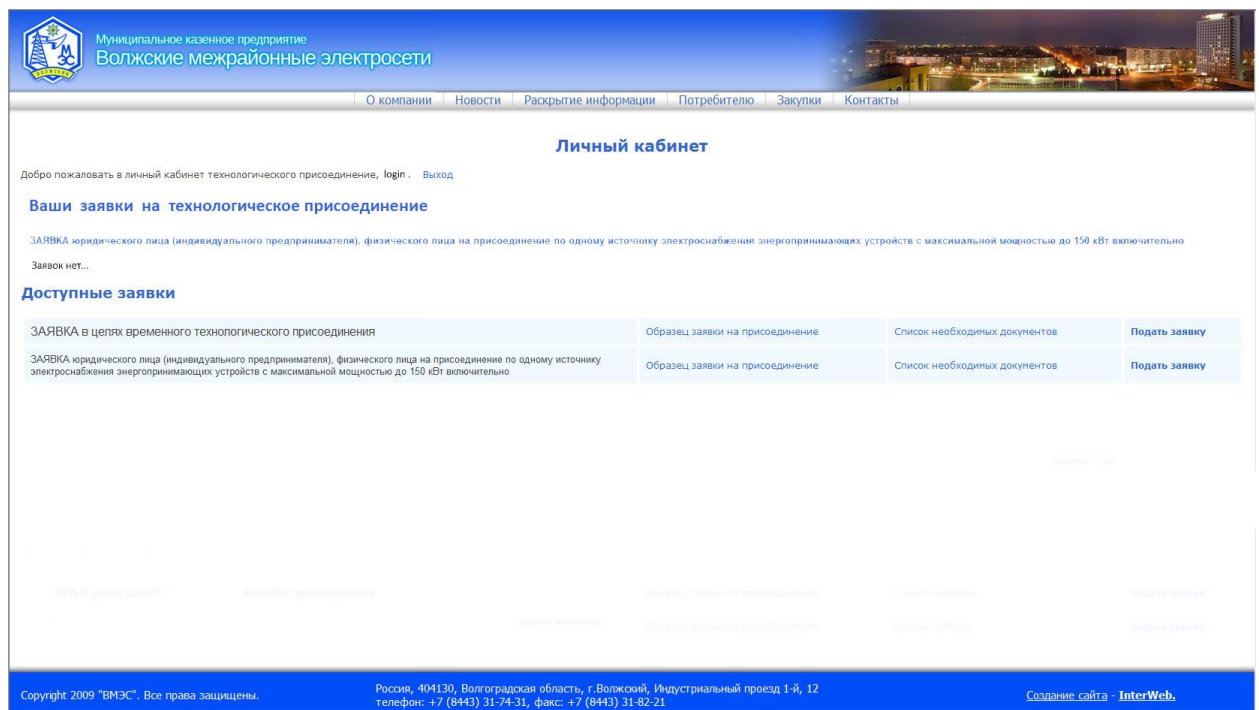 Муниципальное казенное предприятие
Волжские межрайонные электросети
О компании Новости Раскрытие информации Потребителю Закупки Контакты
Личный кабинет
Добро пожаловать в личный кабинет технологического присоединение, login . Выход
Ваши заявки на технологическое присоединение
ЗАЯВКА юридического лица (индивидуального предпринимателя), физического лица на присоединение по одному источнику электроснабжения энергопринимающих устройств с максимальной мощностью до 150 кВт включительно
Заявок нет...
Доступные заявки
ЗАЯВКА в целях временного технологического присоединения Образец заявки на присоединение Список необходимых документов Подать заявку
ЗАЯВКА юридического лица (индивидуального предпринимателя), физического лица на присоединение по одному источнику
электроснабжения энергопринимающих устройств с максимальной мощностью до 150 кВт включительно
Образец заявки на присоединение Список необходимых документов Подать заявку
Copyright 2009 "ВМЭС". Все права защищены.
Россия, 404130, Волгоградская область, г.Волжский, Индустриальный проезд 1-й, 12
телефон: +7 (8443) 31-74-31, факс: +7 (8443) 31-82-21
Создание сайта - InterWeb.